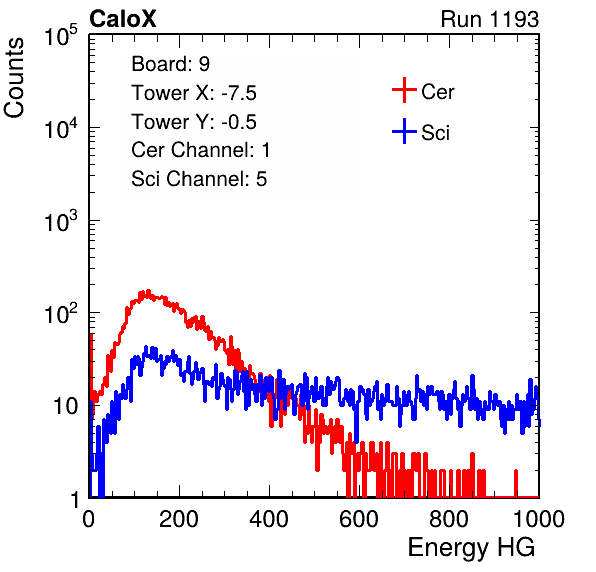 CaloX Run 1193
Counts
10^5
10^4
10^3
10^2
10
1
Board: 9
Tower X: -7.5
Tower Y: -0.5
Cer Channel: 1
Sci Channel: 5
Cer
Sci
0 200 400 600 800 1000
Energy HG